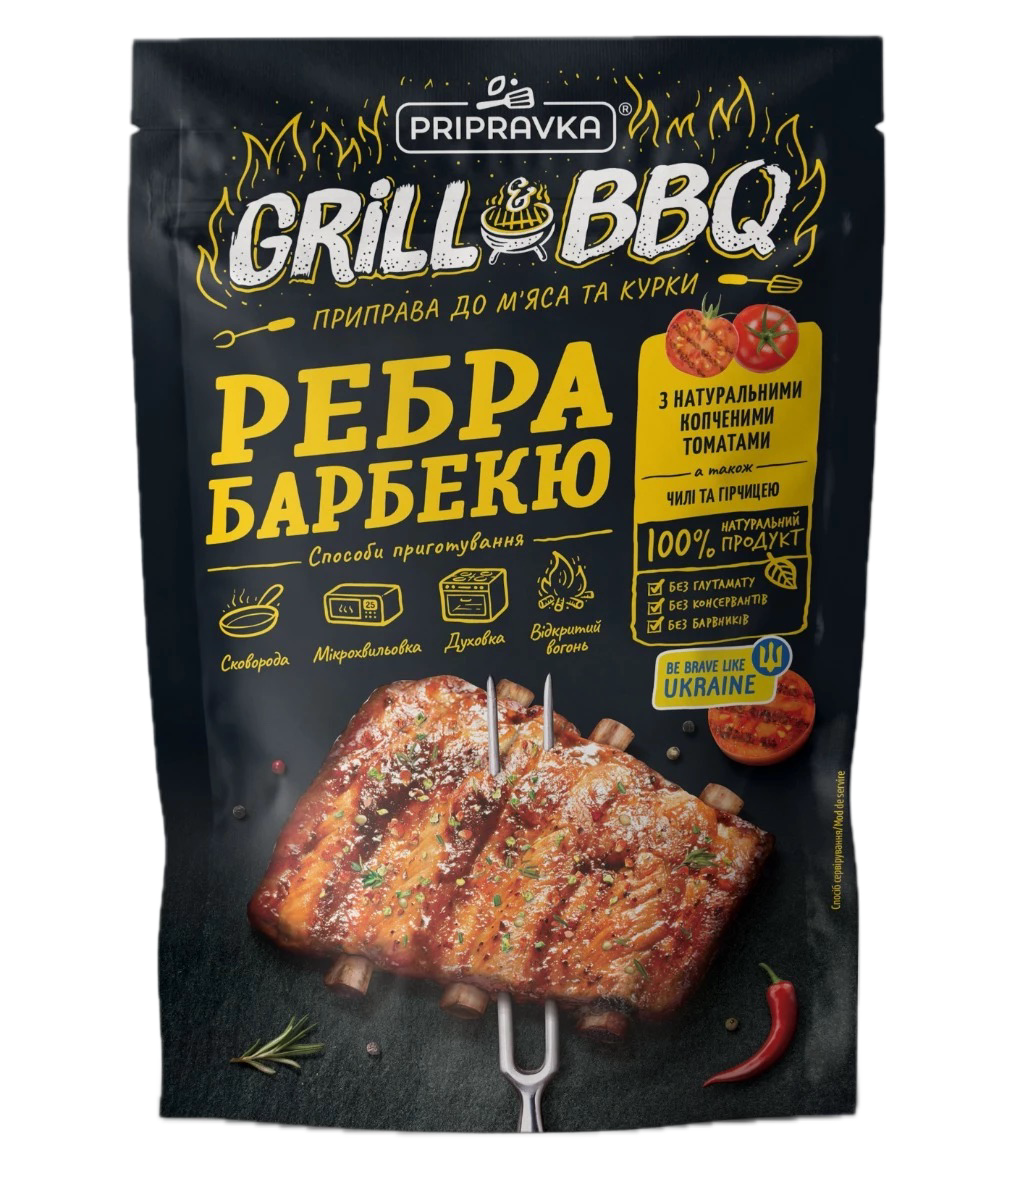 PRIPRAVKA®
GRiLL & BBQ
ПРИПРАВА ДО М'ЯСА ТА КУРКИ
РЕБРА
БАРБЕКЮ
Способи приготування
Сковорода
25
Мікрохвильовка
Духовка
Відкритий
вогонь
З НАТУРАЛЬНИМИ
КОПЧЕНИМИ
ТОМАТАМИ
а також
ЧИЛІ ТА ГІРЧИЦЕЮ
100% НАТУРАЛЬНИЙ
ПРОДУКТ
БЕЗ ГЛУТАМАТУ
БЕЗ КОНСЕРВАНТІВ
БЕЗ БАРВНИКІВ
BE BRAVE LIKE
UKRAINE
Спосіб сервірування/Mod de servire